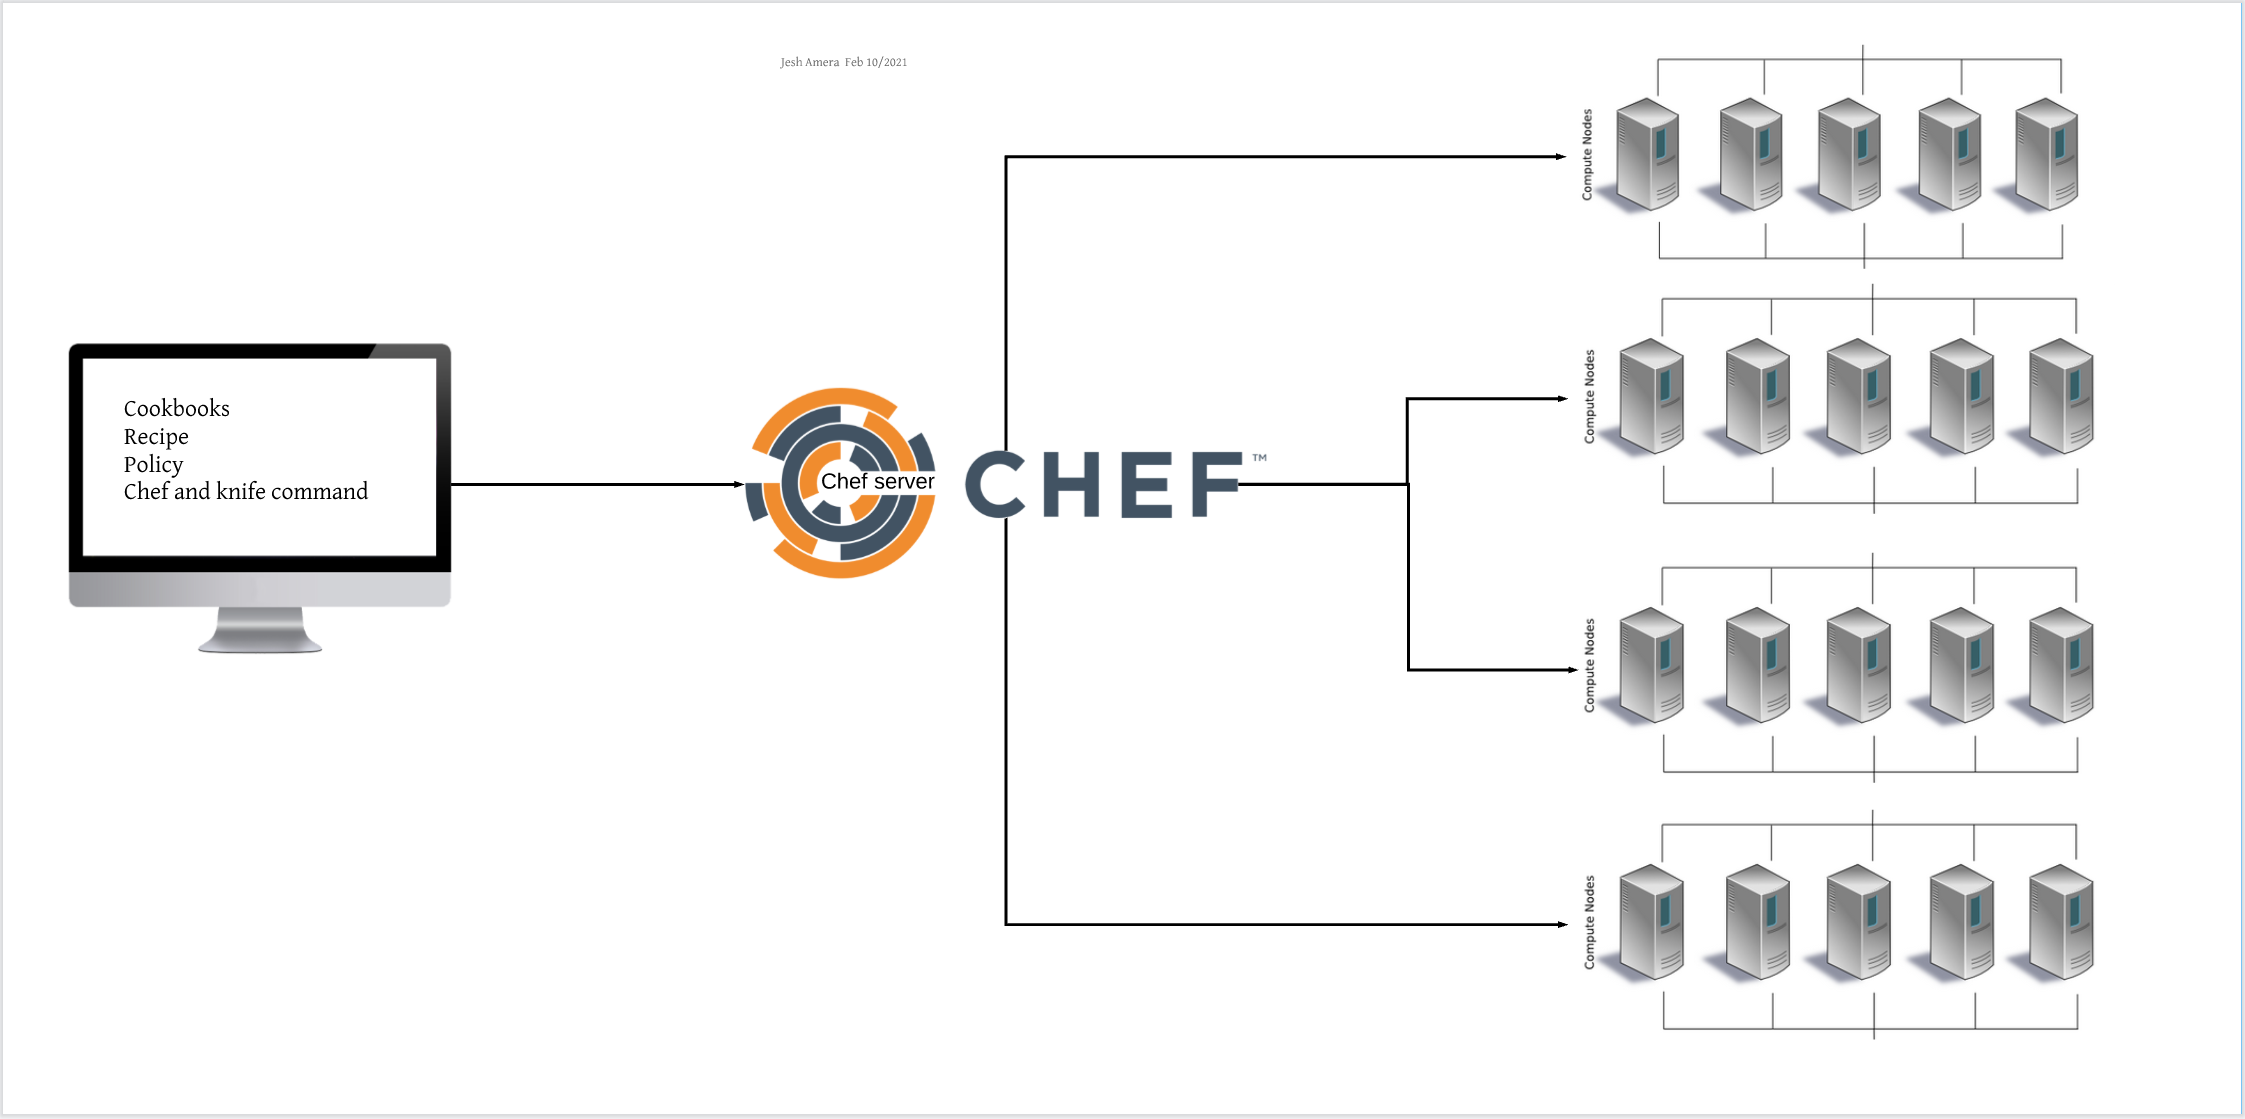 Jesh Amera Feb 10/2021
Cookbooks
Recipe
Policy
Chef and knife command
Chef server
CHEF™
Compute Nodes
Compute Nodes
Compute Nodes
Compute Nodes